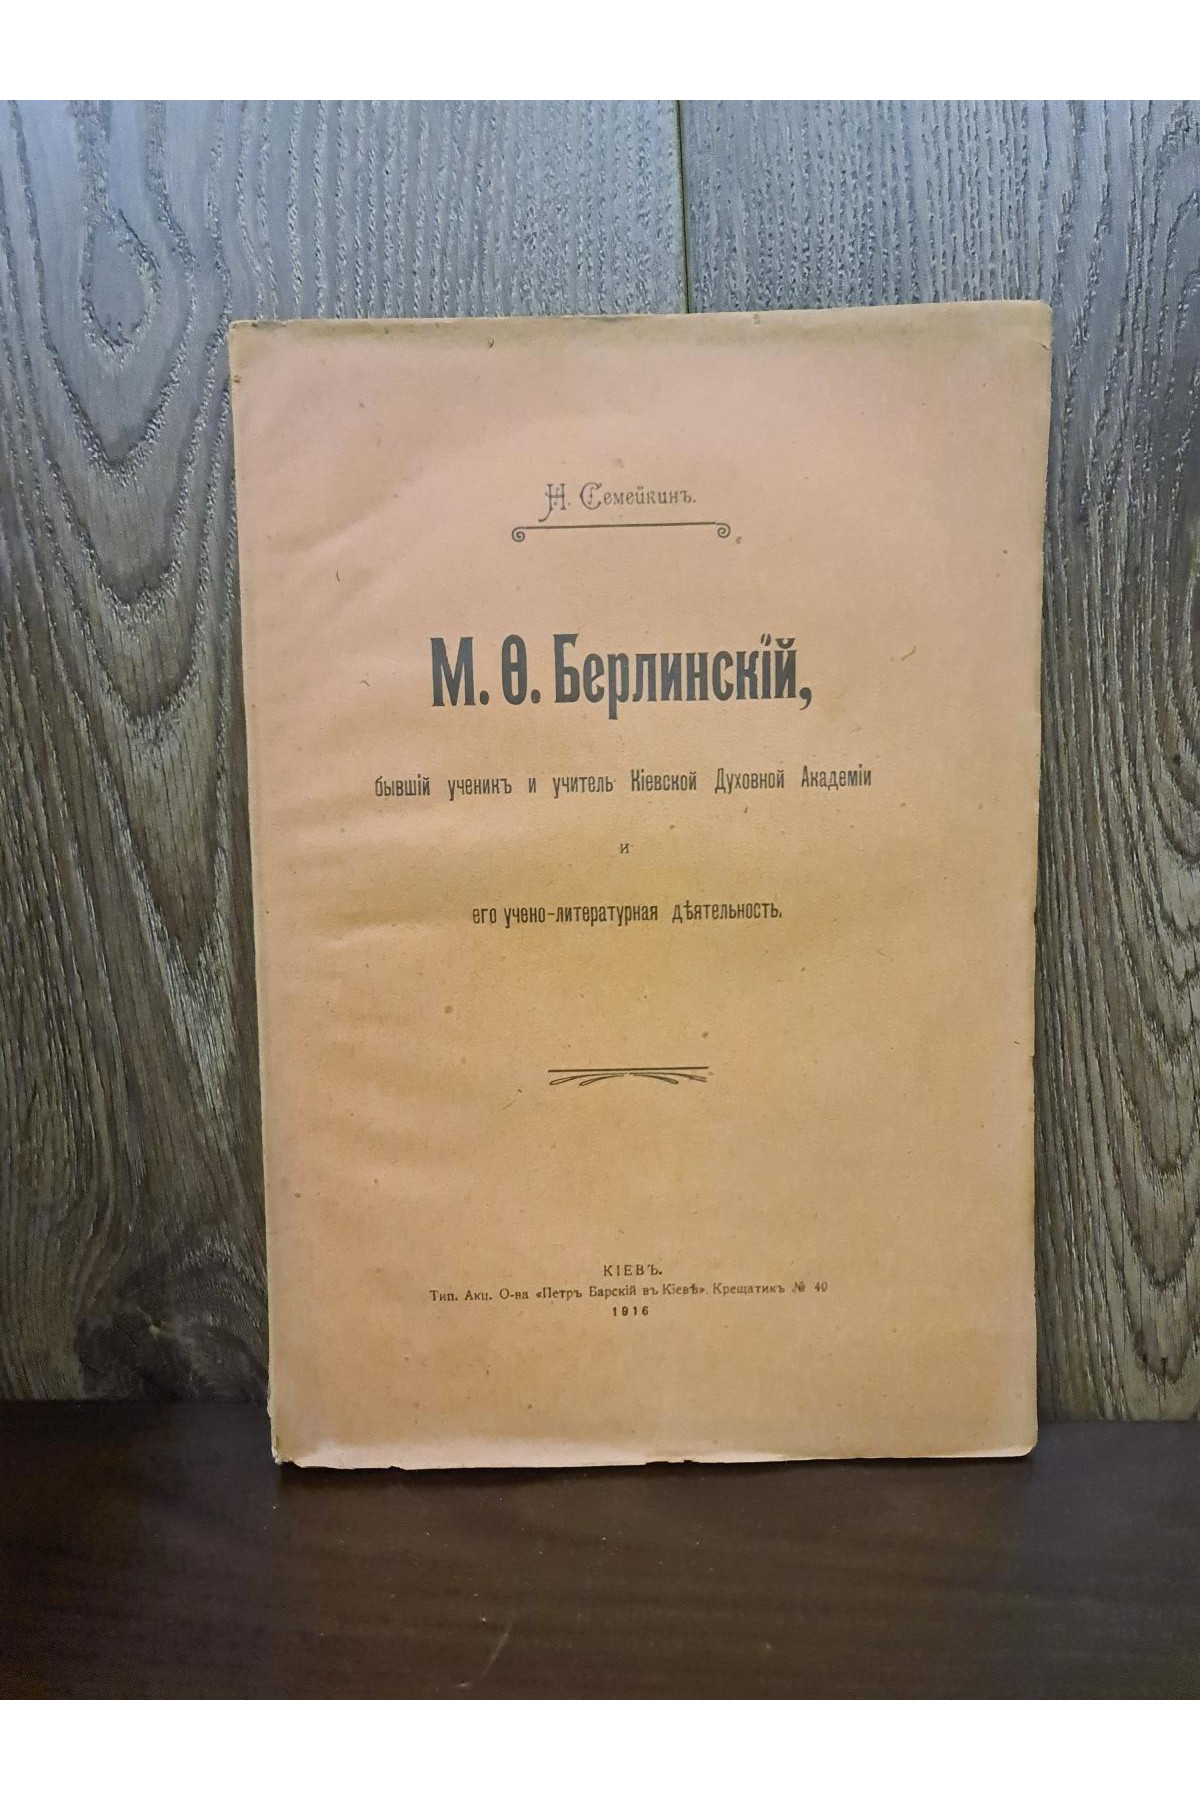 Н. Семейкинъ.
М. Ѳ. Берлинскій,
бывшій ученикъ и учитель Кіевской Духовной Академіи
и
его учено-литературная дѣятельность.
КІЕВЪ.
Тип. Акц. О-ва «Петръ Барскій въ Кіевѣ». Крещатикъ № 40
1916